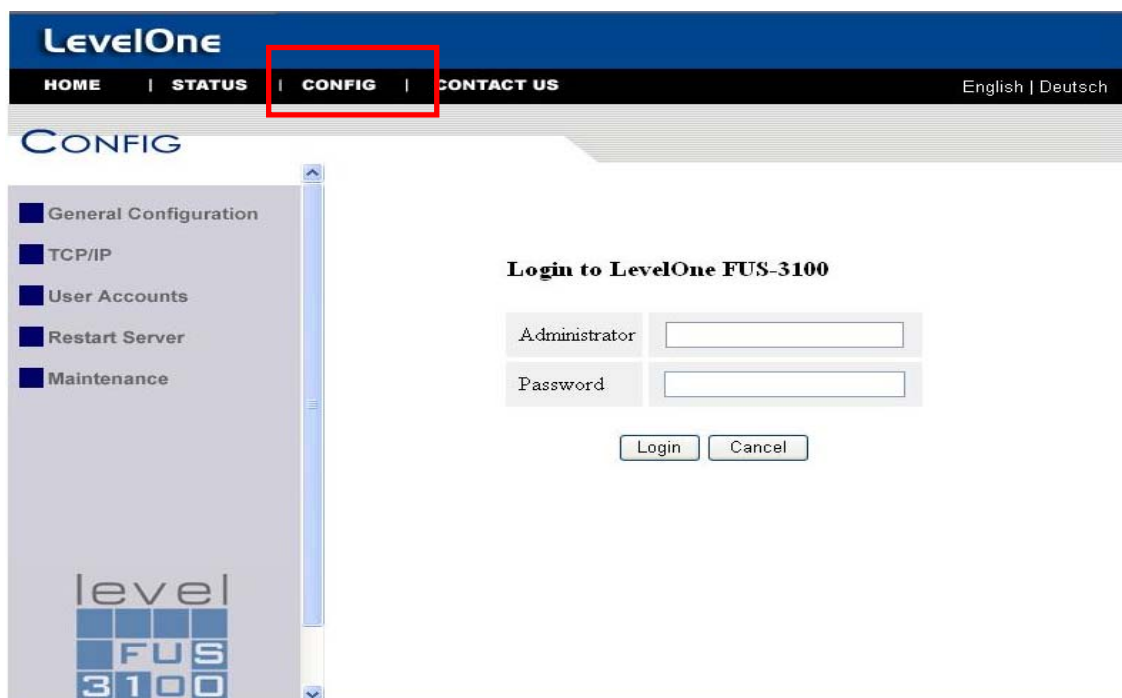 LevelOne
HOME | STATUS | CONFIG | CONTACT US English | Deutsch
CONFIG
General Configuration
TCP/IP
User Accounts
Restart Server
Maintenance
Login to LevelOne FUS-3100
Administrator
Password
Login Cancel
level
FUS
3100